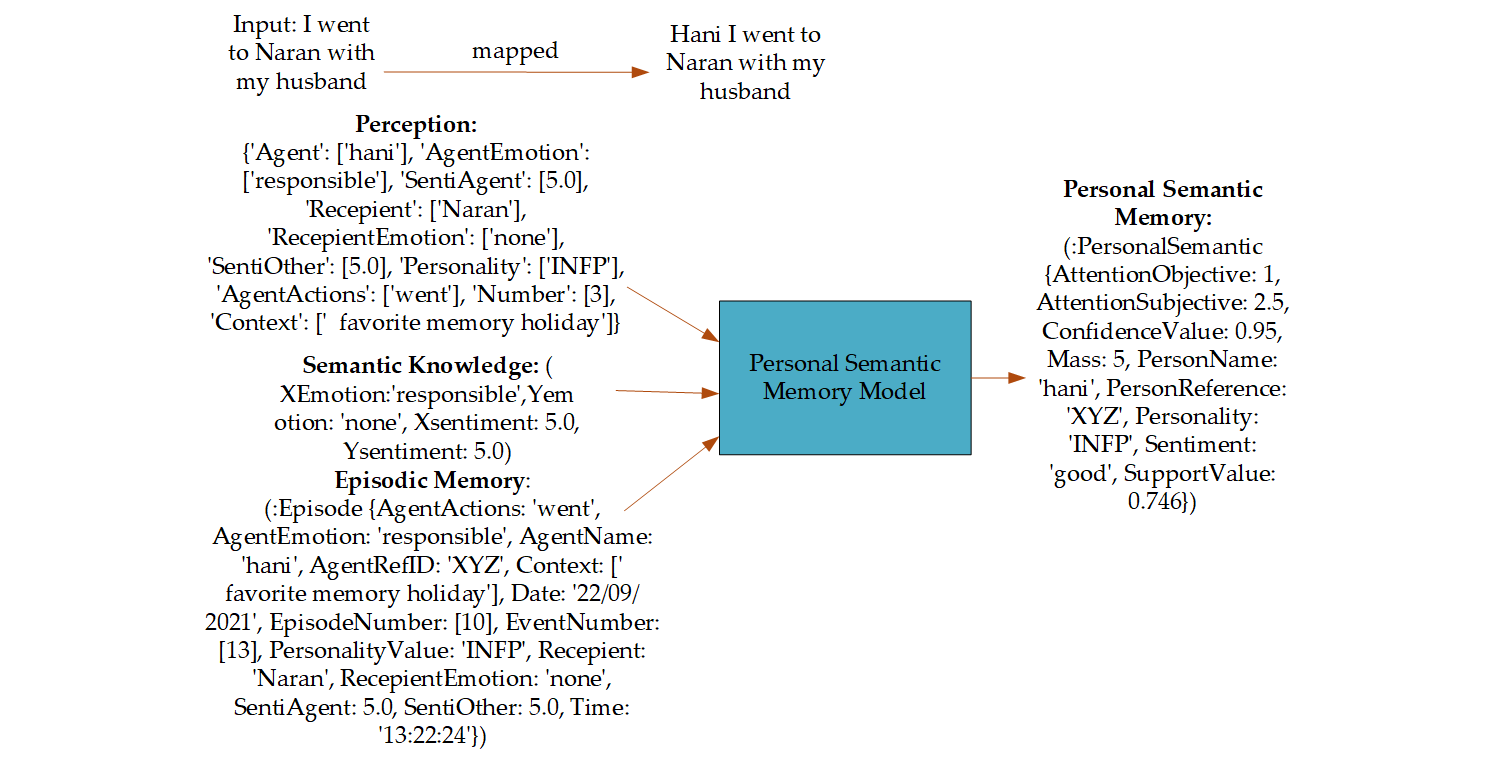 Input: I went
to Naran with
my husband
mapped
Hani I went to
Naran with my
husband
Perception:
{'Agent': ['hani'], 'AgentEmotion':
['responsible'], 'SentiAgent': [5.0],
'Recepient': ['Naran'],
'RecepientEmotion': ['none'],
'SentiOther': [5.0], 'Personality': ['INFP'],
'AgentActions': ['went'], 'Number': [3],
'Context': ['  favorite memory holiday']}
Semantic Knowledge: (
XEmotion:'responsible',Yem
otion: 'none', Xsentiment: 5.0,
Ysentiment: 5.0)
Episodic Memory:
(:Episode {AgentActions: 'went',
AgentEmotion: 'responsible', AgentName:
'hani', AgentRefID: 'XYZ', Context: ['
favorite memory holiday'], Date: '22/09/
2021', EpisodeNumber: [10], EventNumber:
[13], PersonalityValue: 'INFP', Recepient:
'Naran', RecepientEmotion: 'none',
SentiAgent: 5.0, SentiOther: 5.0, Time:
'13:22:24'})
Personal Semantic
Memory Model
Personal Semantic
Memory:
(:PersonalSemantic
{AttentionObjective: 1,
AttentionSubjective: 2.5,
ConfidenceValue: 0.95,
Mass: 5, PersonName:
'hani', PersonReference:
'XYZ', Personality:
'INFP', Sentiment:
'good', SupportValue:
0.746})